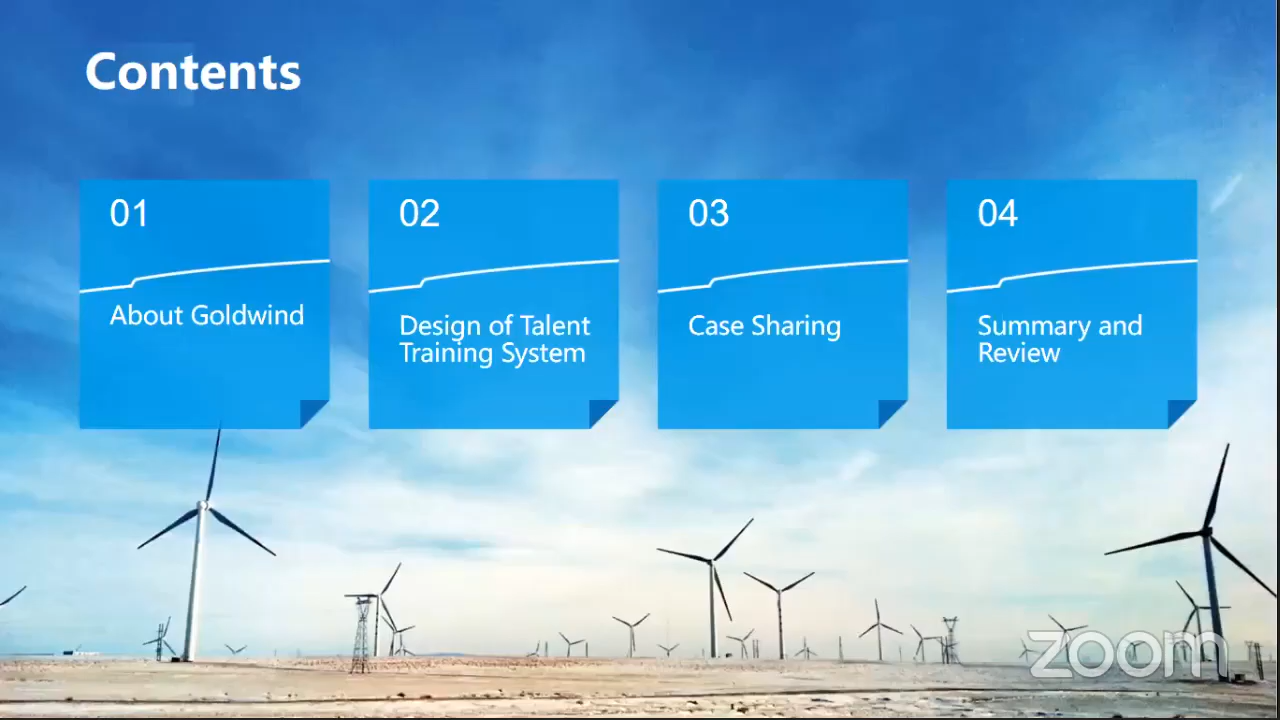 Contents
01
About Goldwind
02
Design of Talent
Training System
03
Case Sharing
04
Summary and
Review
zoom